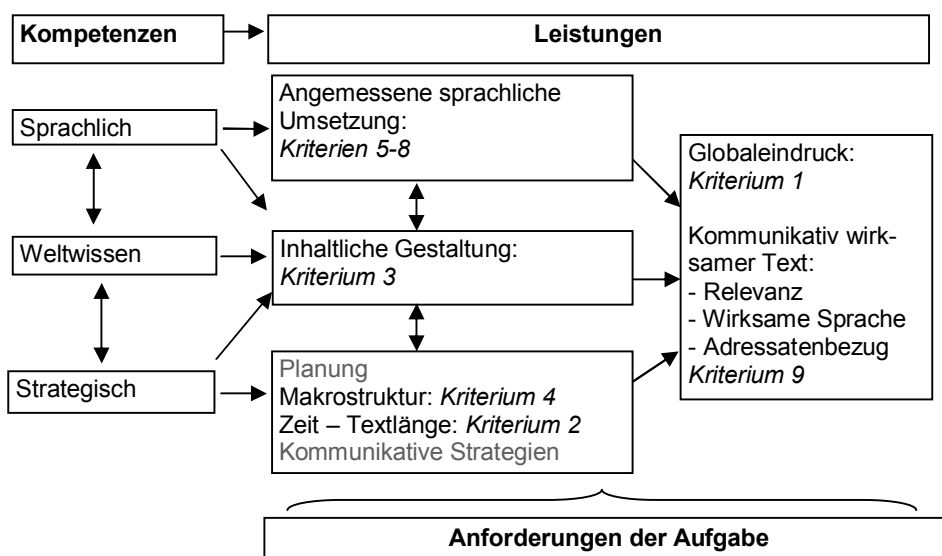 Kompetenzen
Leistungen
Sprachlich
Angemessene sprachliche
Umsetzung:
Kriterien 5-8
Weltwissen
Inhaltliche Gestaltung:
Kriterium 3
Strategisch
Planung
Makrostruktur: Kriterium 4
Zeit – Textlänge: Kriterium 2
Kommunikative Strategien
Globaleindruck:
Kriterium 1
Kommunikativ wirk-
samer Text:
- Relevanz
- Wirksame Sprache
- Adressatenbezug
Kriterium 9
Anforderungen der Aufgabe